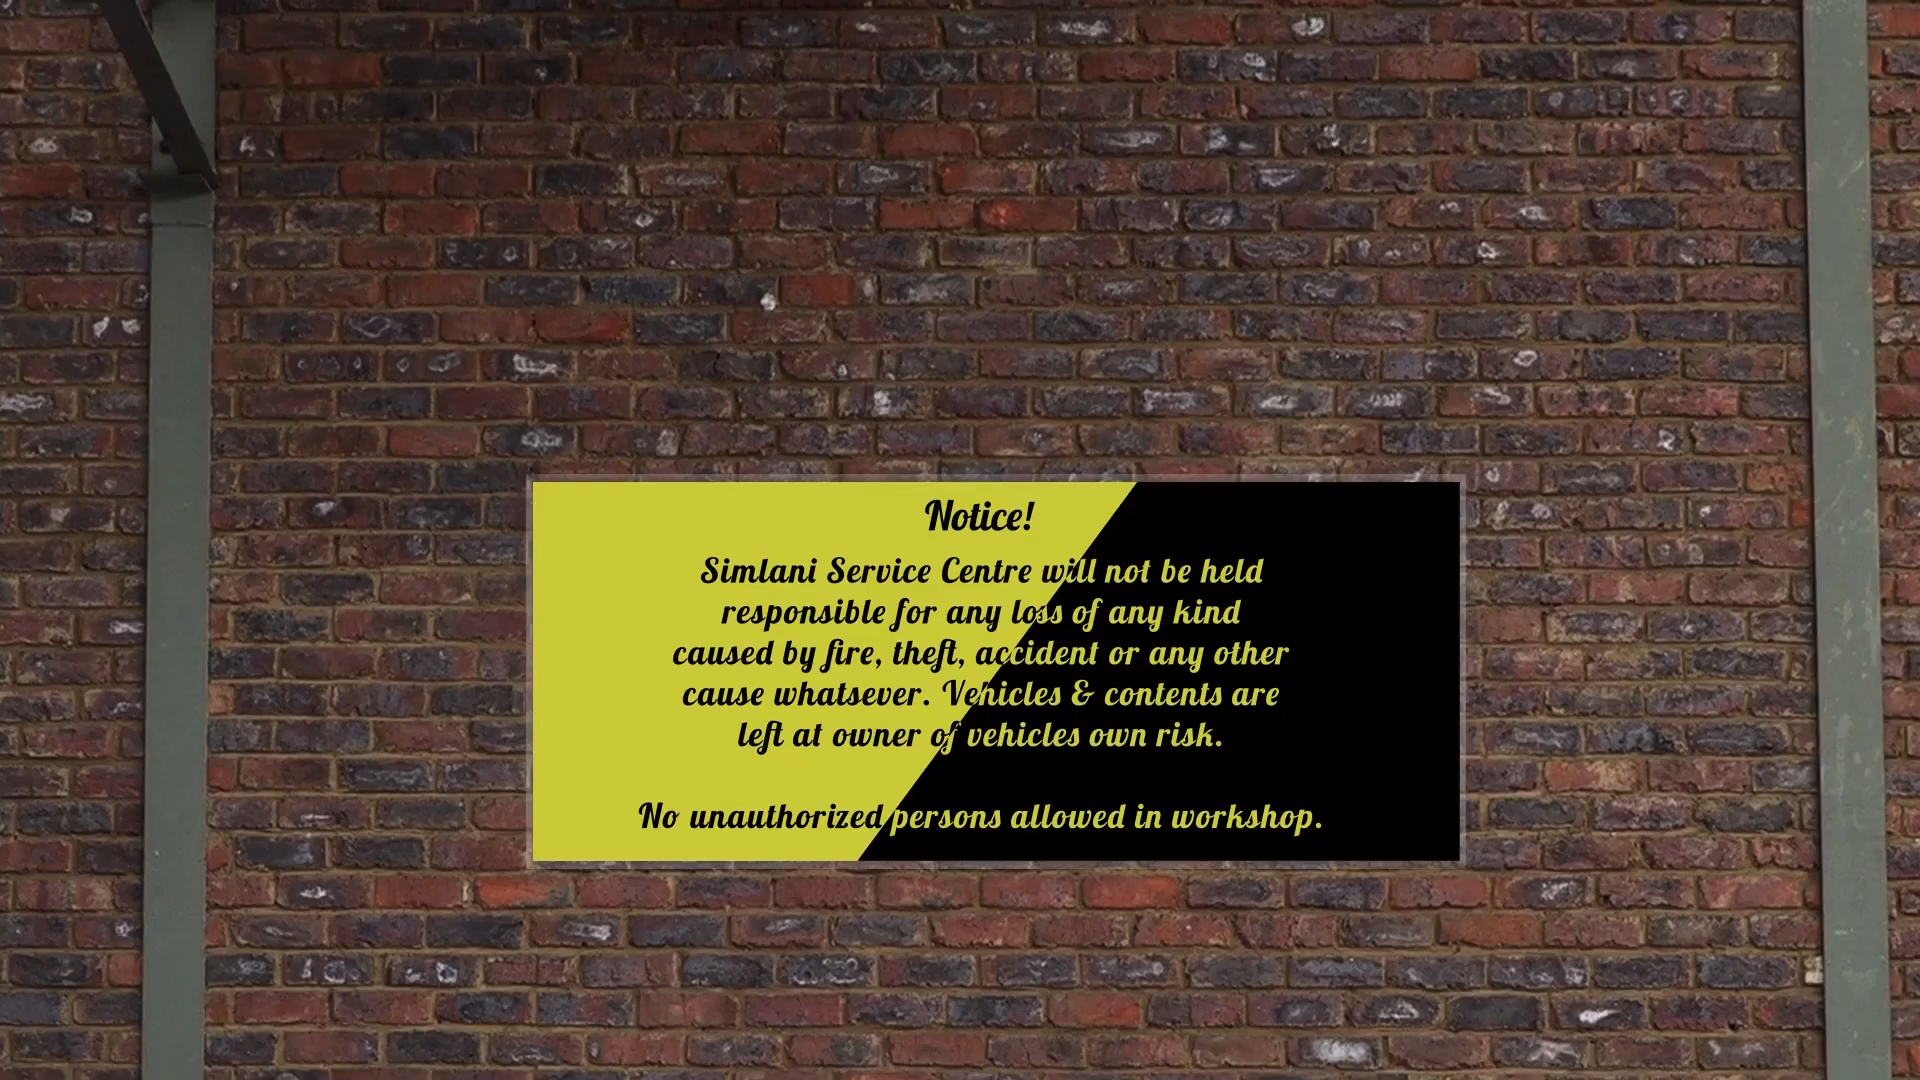 Notice!
Simlani Service Centre will not be held
responsible for any loss of any kind
caused by fire, theft, accident or any other
cause whatsever. Vehicles & contents are
left at owner of vehicles own risk.
No unauthorized persons allowed in workshop.